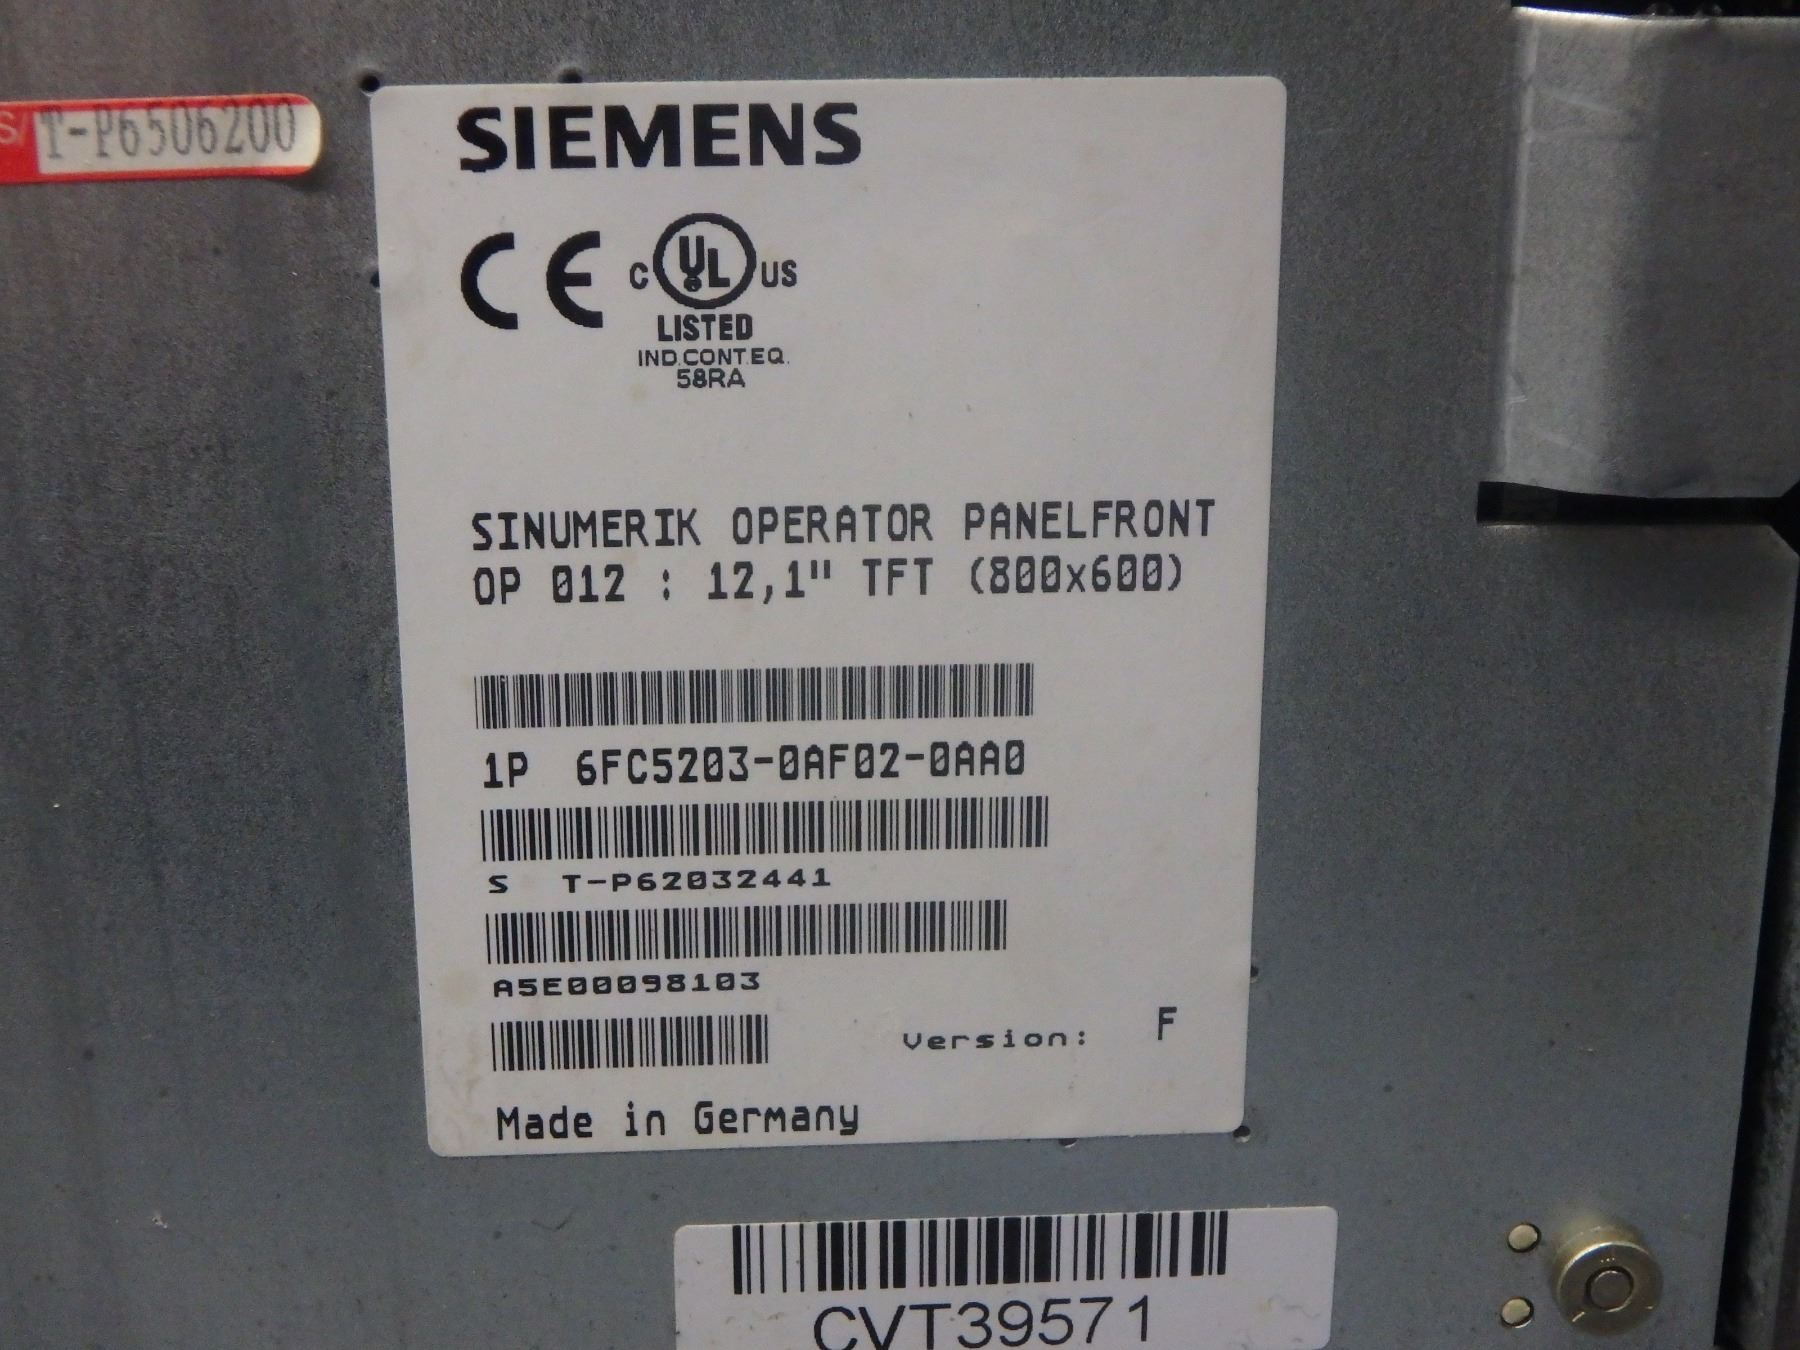 S/ T-P6506200
SIEMENS
CE C UL US
LISTED
IND.CONT.EQ.
58RA
SINUMERIK OPERATOR PANELFRONT
OP 012 : 12,1" TFT (800x600)
1P 6FC5203-0AF02-0AA0
S T-P62032441
A5E00098103
Version: F
Made in Germany
CVT39571